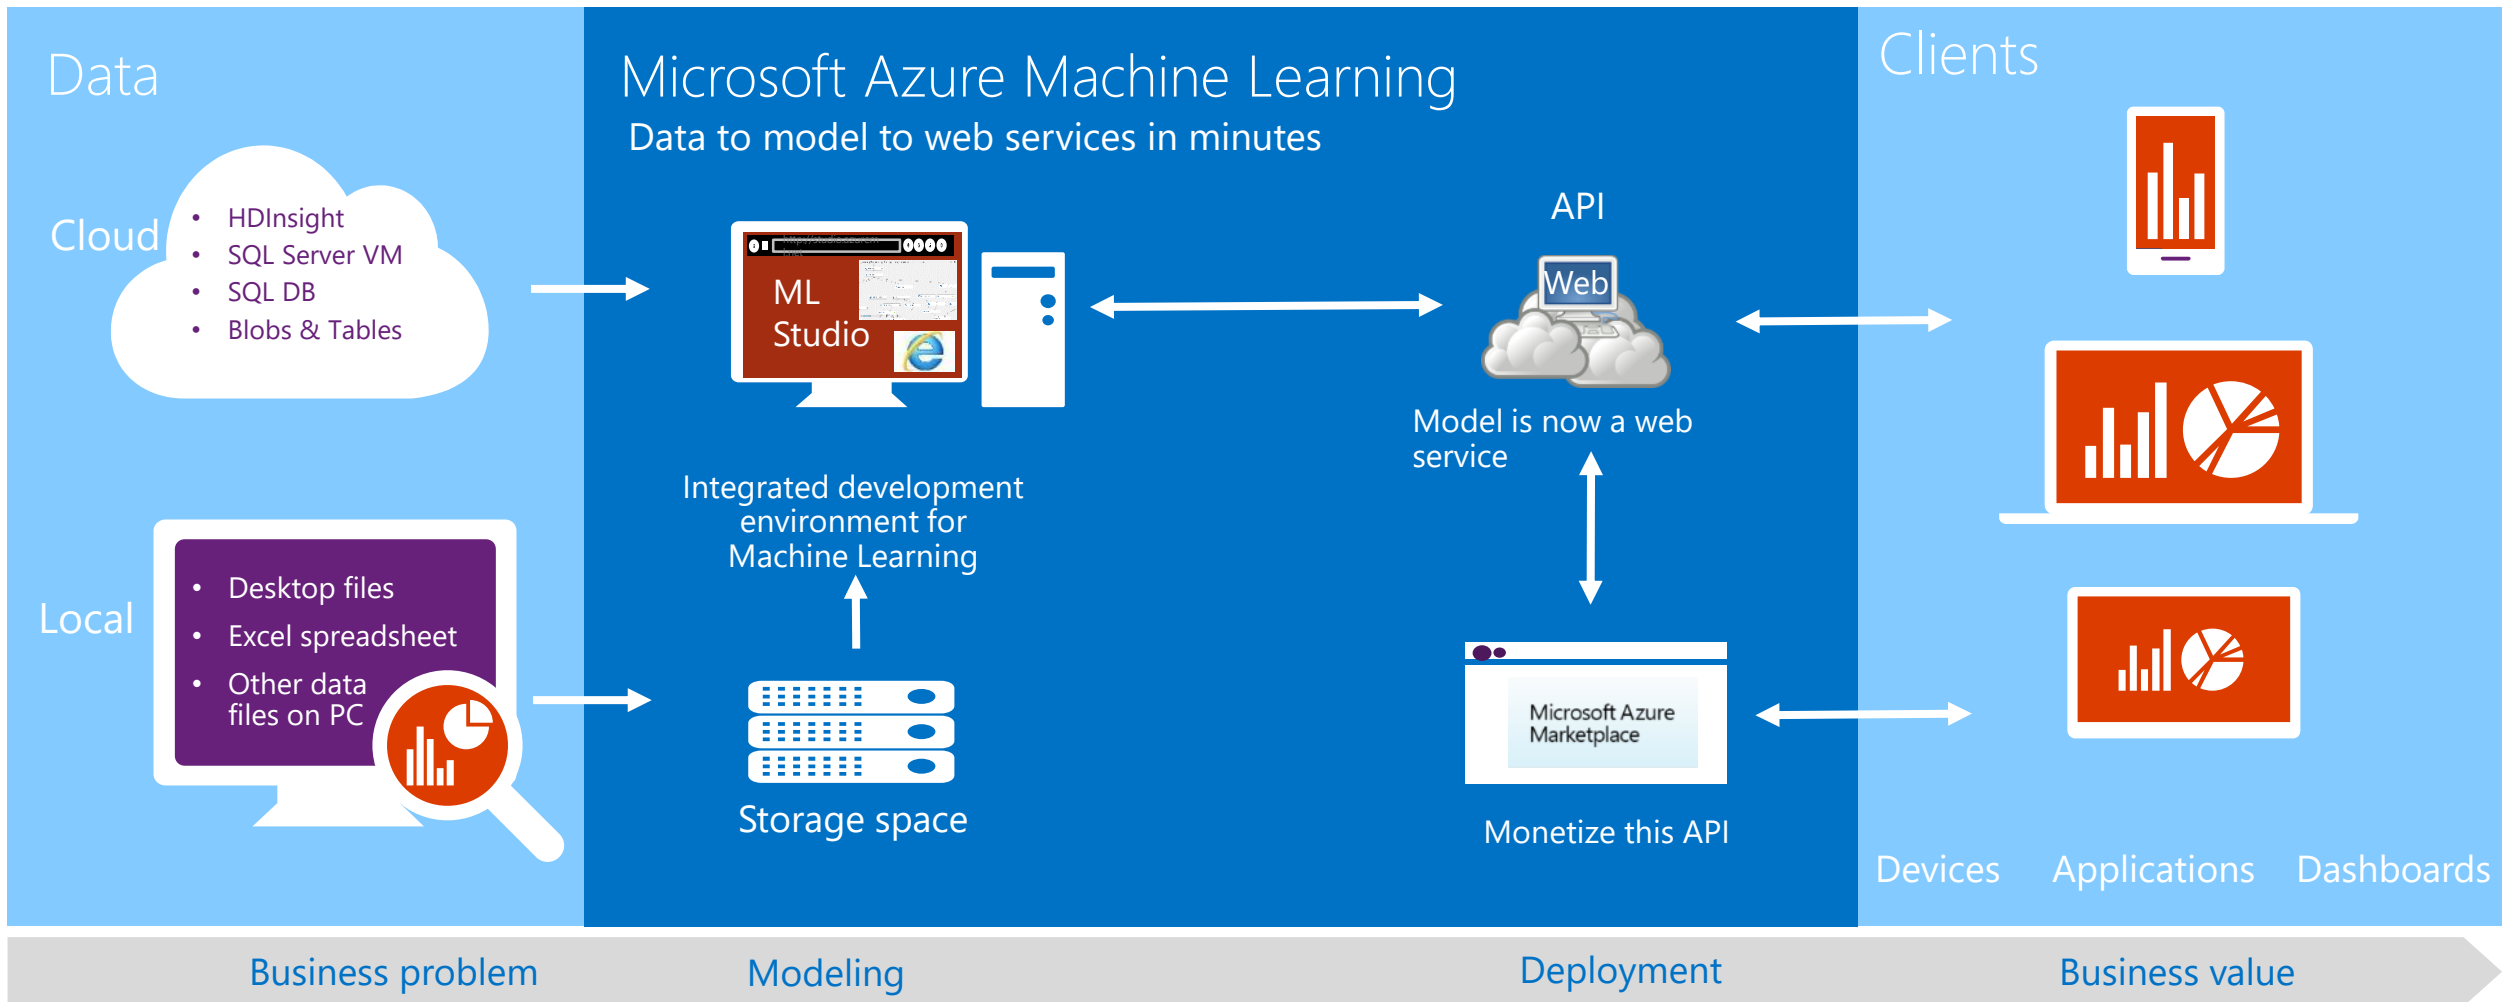 Data
Cloud
• HDInsight
• SQL Server VM
• SQL DB
• Blobs & Tables
Local
• Desktop files
• Excel spreadsheet
• Other data
files on PC
Microsoft Azure Machine Learning
Data to model to web services in minutes
ML
Studio
Integrated development
environment for
Machine Learning
Storage space
API
Web
Model is now a web
service
Microsoft Azure
Marketplace
Monetize this API
Clients
Devices
Applications
Dashboards
Business problem
Modeling
Deployment
Business value